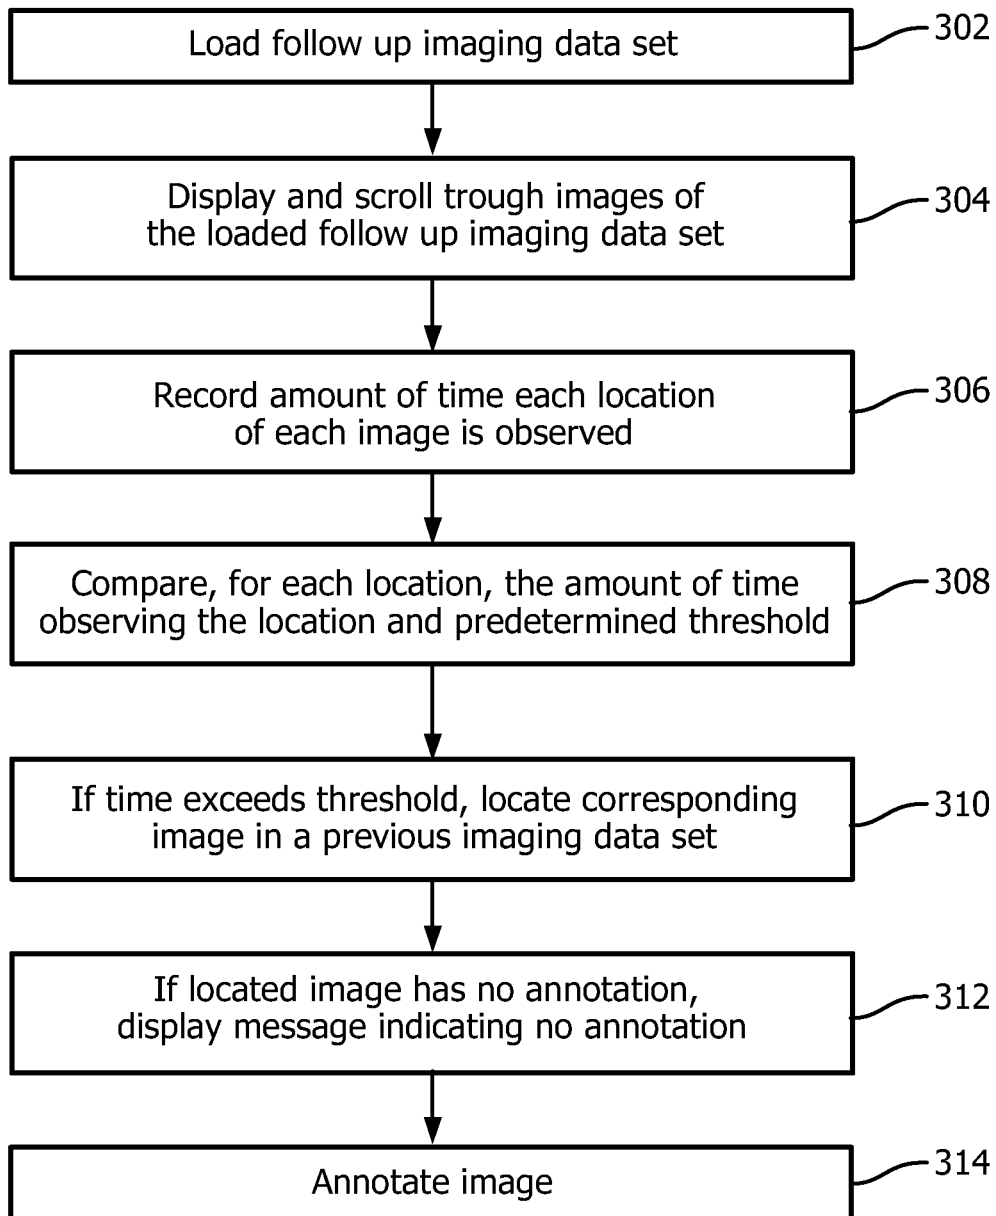 Load follow up imaging data set
302
Display and scroll trough images of
the loaded follow up imaging data set
304
Record amount of time each location
of each image is observed
306
Compare, for each location, the amount of time
observing the location and predetermined threshold
308
If time exceeds threshold, locate corresponding
image in a previous imaging data set
310
If located image has no annotation,
display message indicating no annotation
312
Annotate image
314